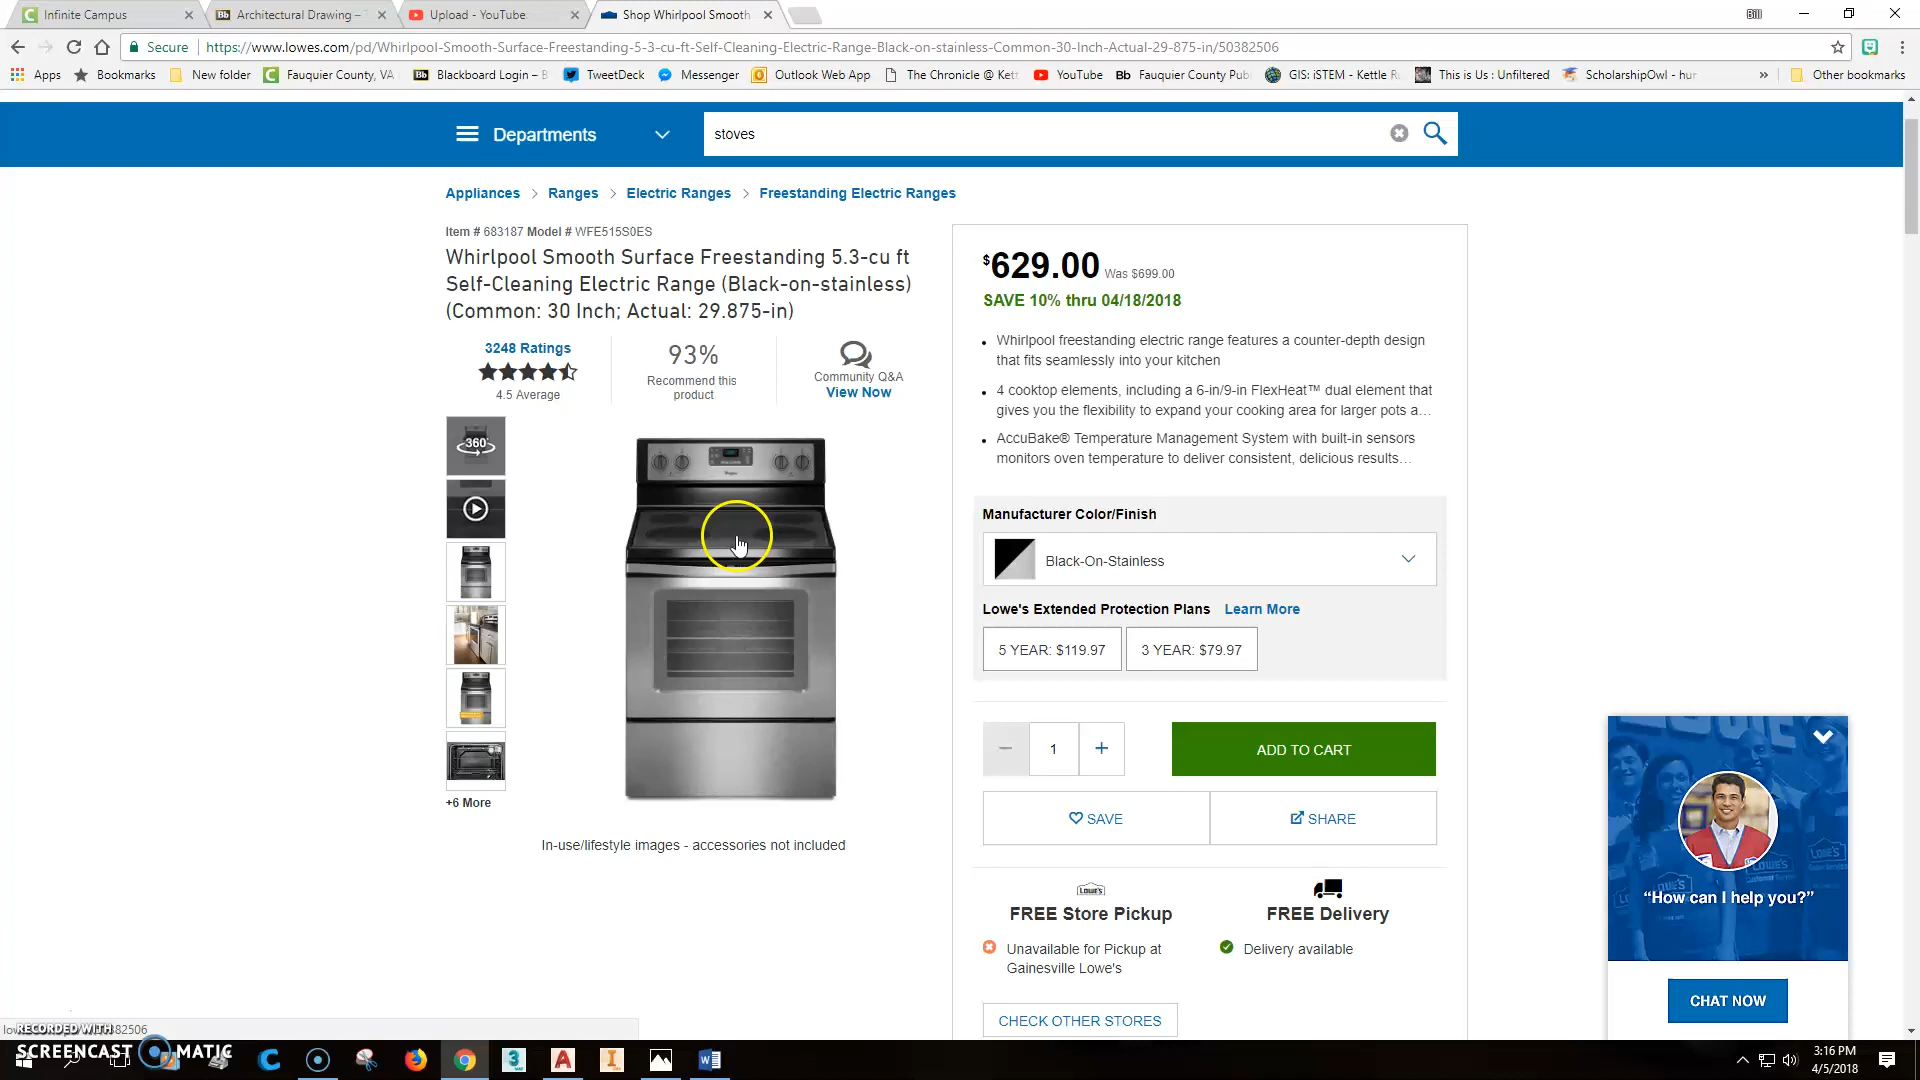 Infinite Campus
Architectural Drawing –
Upload - YouTube
Shop Whirlpool Smooth
Bill
Secure
https://www.lowes.com/pd/Whirlpool-Smooth-Surface-Freestanding-5-3-cu-ft-Self-Cleaning-Electric-Range-Black-on-stainless-Common-30-Inch-Actual-29-875-in/50382506
Apps
Bookmarks
New folder
Fauquier County, VA
Blackboard Login – B
TweetDeck
Messenger
Outlook Web App
The Chronicle @ Kett
YouTube
Fauquier County Pub
GIS: iSTEM - Kettle Ru
This is Us : Unfiltered
ScholarshipOwl - hur
Other bookmarks
Departments
stoves
Appliances > Ranges > Electric Ranges > Freestanding Electric Ranges
Item # 683187 Model # WFE515S0ES
Whirlpool Smooth Surface Freestanding 5.3-cu ft
Self-Cleaning Electric Range (Black-on-stainless)
(Common: 30 Inch; Actual: 29.875-in)
3248 Ratings
4.5 Average
93%
Recommend this
product
Community Q&A
View Now
360°
+6 More
In-use/lifestyle images - accessories not included
$629.00 Was $699.00
SAVE 10% thru 04/18/2018
• Whirlpool freestanding electric range features a counter-depth design
that fits seamlessly into your kitchen
• 4 cooktop elements, including a 6-in/9-in FlexHeat™ dual element that
gives you the flexibility to expand your cooking area for larger pots a…
• AccuBake® Temperature Management System with built-in sensors
monitors oven temperature to deliver consistent, delicious results…
Manufacturer Color/Finish
Black-On-Stainless
Lowe's Extended Protection Plans Learn More
5 YEAR: $119.97
3 YEAR: $79.97
1
ADD TO CART
SAVE
SHARE
LOWE'S
FREE Store Pickup
Unavailable for Pickup at
Gainesville Lowe's
FREE Delivery
Delivery available
CHECK OTHER STORES
“How can I help you?”
CHAT NOW
RECORDED WITH
SCREENCAST MATIC
3:16 PM
4/5/2018